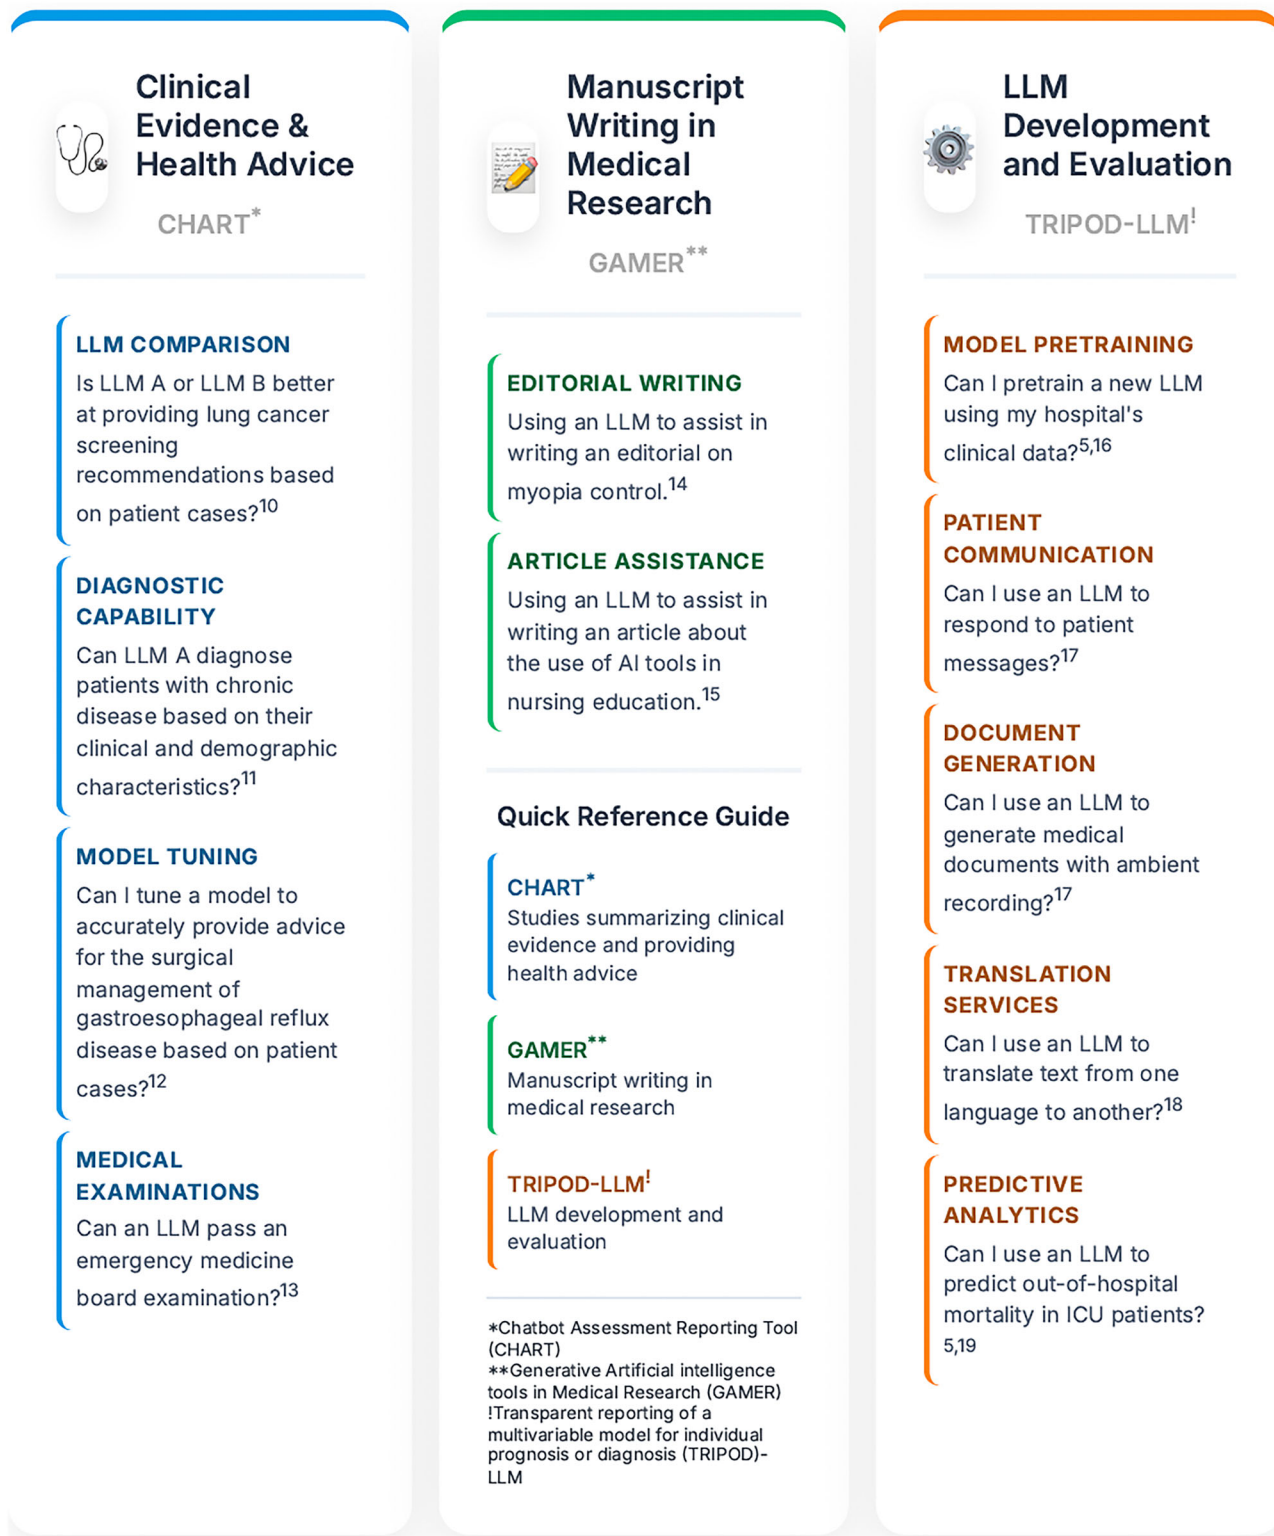 Clinical
Evidence &
Health Advice
CHART*
LLM COMPARISON
Is LLM A or LLM B better
at providing lung cancer
screening
recommendations based
on patient cases?10
DIAGNOSTIC
CAPABILITY
Can LLM A diagnose
patients with chronic
disease based on their
clinical and demographic
characteristics?11
MODEL TUNING
Can I tune a model to
accurately provide advice
for the surgical
management of
gastroesophageal reflux
disease based on patient
cases?12
MEDICAL
EXAMINATIONS
Can an LLM pass an
emergency medicine
board examination?13
Manuscript
Writing in
Medical
Research
GAMER**
EDITORIAL WRITING
Using an LLM to assist in
writing an editorial on
myopia control.14
ARTICLE ASSISTANCE
Using an LLM to assist in
writing an article about
the use of AI tools in
nursing education.15
Quick Reference Guide
CHART*
Studies summarizing clinical
evidence and providing
health advice
GAMER**
Manuscript writing in
medical research
TRIPOD-LLM!
LLM development and
evaluation
*Chatbot Assessment Reporting Tool
(CHART)
**Generative Artificial intelligence
tools in Medical Research (GAMER)
!Transparent reporting of a
multivariable model for individual
prognosis or diagnosis (TRIPOD)-
LLM
LLM
Development
and Evaluation
TRIPOD-LLM!
MODEL PRETRAINING
Can I pretrain a new LLM
using my hospital's
clinical data?5,16
PATIENT
COMMUNICATION
Can I use an LLM to
respond to patient
messages?17
DOCUMENT
GENERATION
Can I use an LLM to
generate medical
documents with ambient
recording?17
TRANSLATION
SERVICES
Can I use an LLM to
translate text from one
language to another?18
PREDICTIVE
ANALYTICS
Can I use an LLM to
predict out-of-hospital
mortality in ICU patients?
5,19